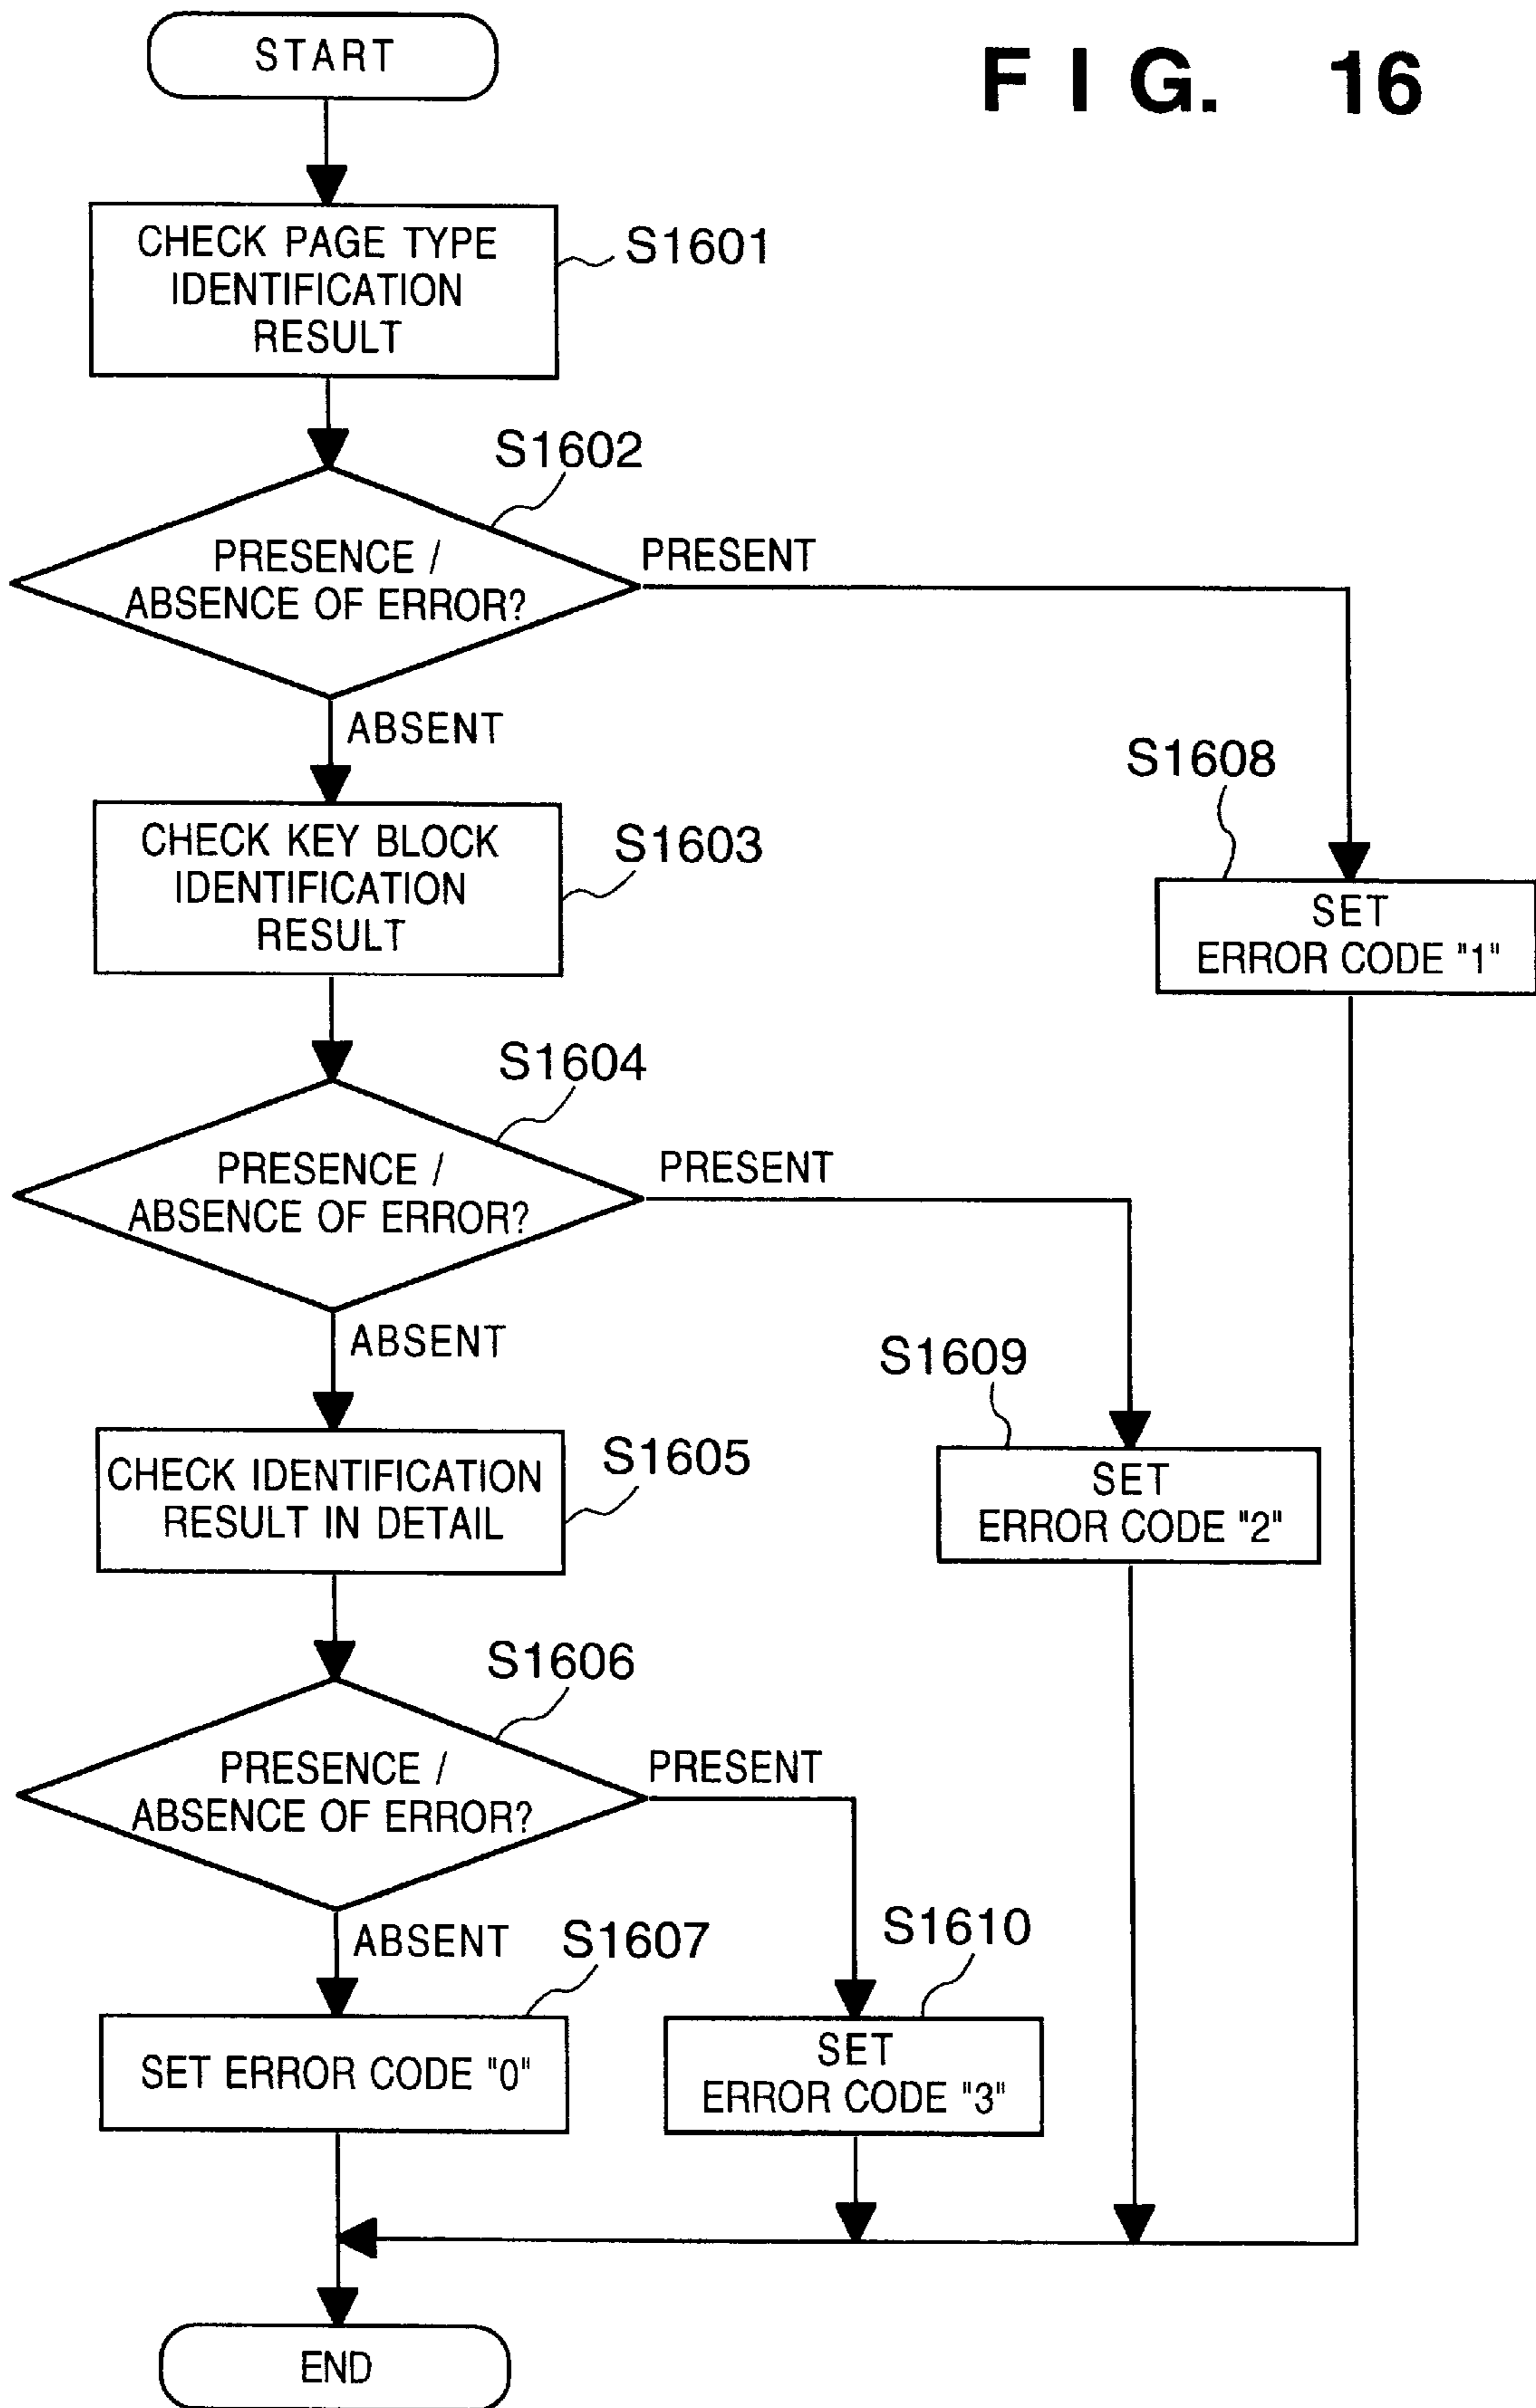 FIG. 16
START
CHECK PAGE TYPE
IDENTIFICATION
RESULT
S1601
S1602
PRESENCE /
ABSENCE OF ERROR?
PRESENT
ABSENT
S1608
SET
ERROR CODE "1"
CHECK KEY BLOCK
IDENTIFICATION
RESULT
S1603
S1604
PRESENCE /
ABSENCE OF ERROR?
PRESENT
ABSENT
S1609
SET
ERROR CODE "2"
CHECK IDENTIFICATION
RESULT IN DETAIL
S1605
S1606
PRESENCE /
ABSENCE OF ERROR?
PRESENT
ABSENT
S1607
S1610
SET ERROR CODE "0"
SET
ERROR CODE "3"
END